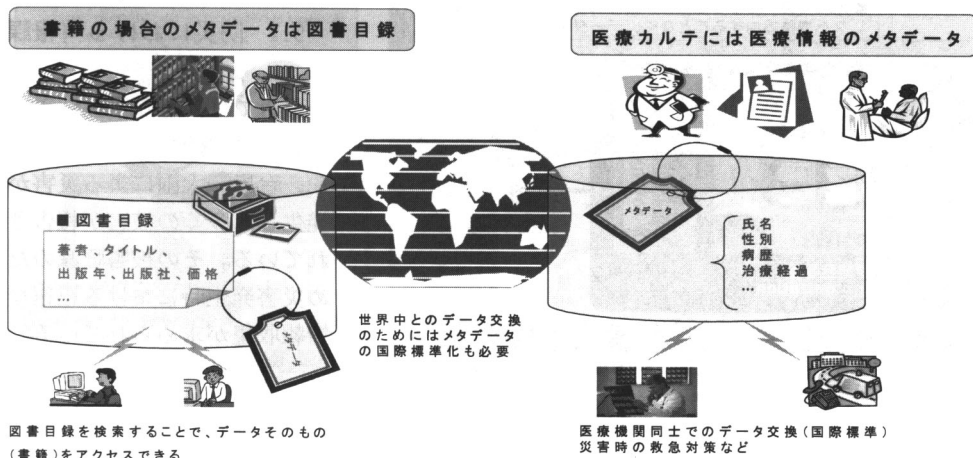 書籍の場合のメタデータは図書目録
医療カルテには医療情報のメタデータ
■図書目録
著者、タイトル、
出版年、出版社、価格
…
メタデータ
世界中とのデータ交換
のためにはメタデータ
の国際標準化も必要
メタデータ
氏名
性別
病歴
治療経過
…
図書目録を検索することで、データそのもの
(書籍)をアクセスできる
医療機関同士でのデータ交換(国際標準)
災害時の救急対策など